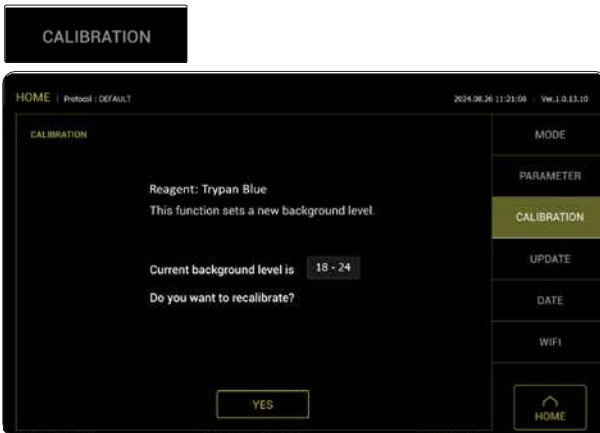 CALIBRATION
HOME | Protocol : DEFAULT
2024.08.26 11:21:08 Ver.1.0.13.10
CALIBRATION
Reagent: Trypan Blue
This function sets a new background level.
Current background level is 18 - 24
Do you want to recalibrate?
YES
MODE
PARAMETER
CALIBRATION
UPDATE
DATE
WIFI
HOME